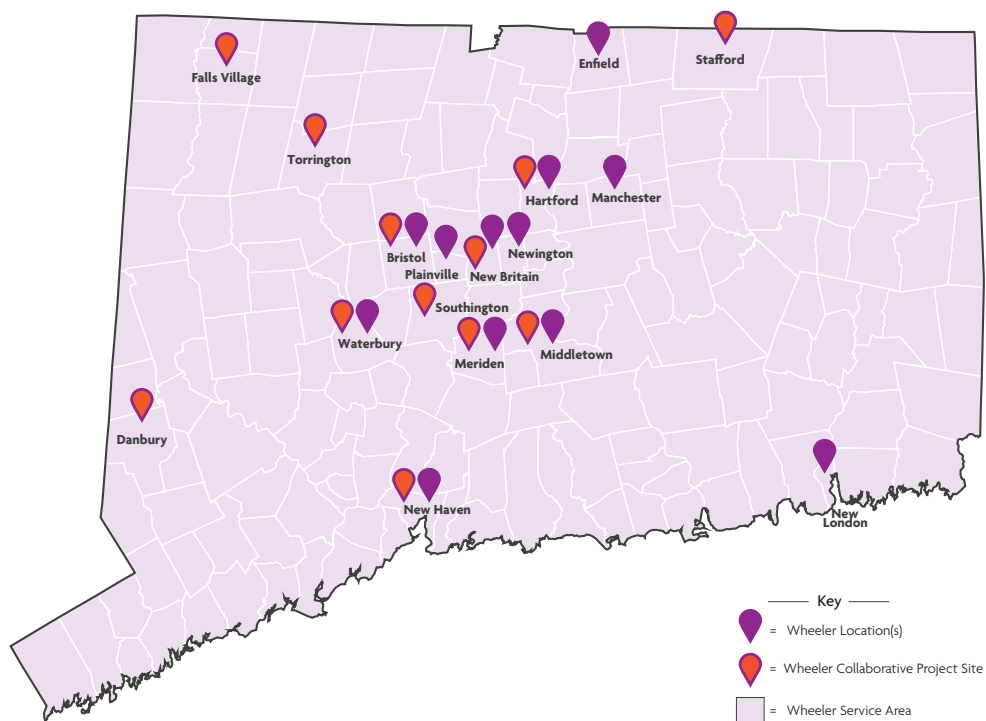 Falls Village
Enfield
Stafford
Torrington
Hartford
Manchester
Bristol
Newington
Plainville
New Britain
Southington
Waterbury
Meriden
Middletown
Danbury
New Haven
New
London
Key
= Wheeler Location(s)
= Wheeler Collaborative Project Site
= Wheeler Service Area